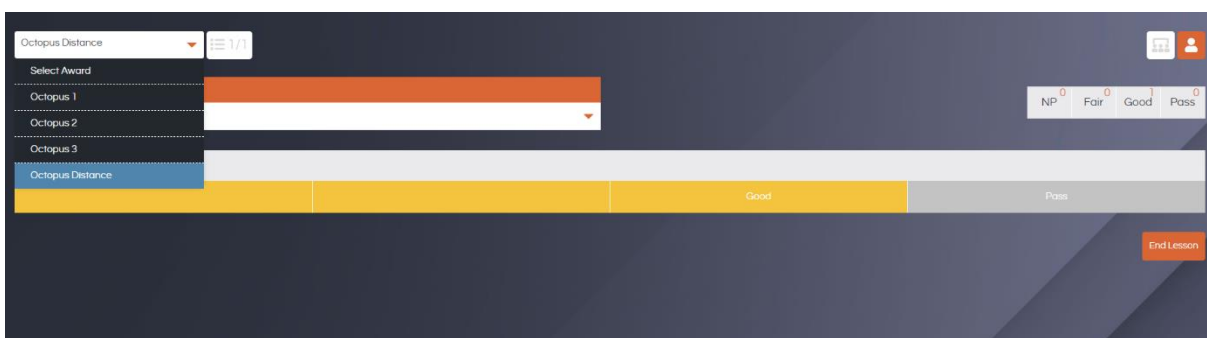 Octopus Distance
1/1
Select Award
Octopus 1
Octopus 2
Octopus 3
Octopus Distance
NP 0 Fair 0 Good 1 Pass 0
Good Pass
End Lesson